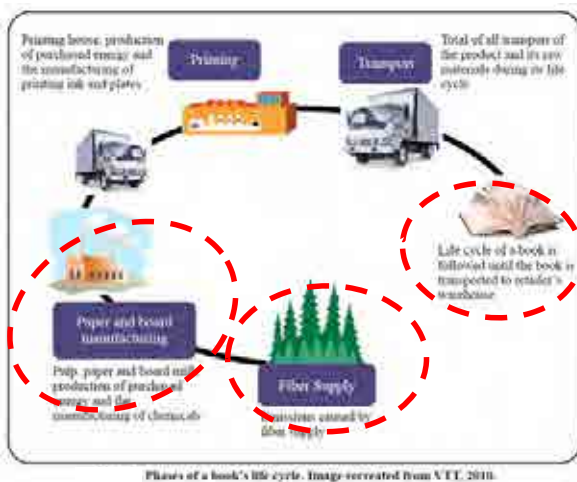 Printing house, production
of purchased energy and
the manufacturing of
printing ink and plates
Printing
Transport
Total of all transport of
the product and its raw
materials during its life
cycle
Life cycle of a book is
followed until the book is
transported to retailer's
warehouse
Paper and board
manufacturing
Pulp, paper and board mill,
production of purchased
energy and the
manufacturing of chemicals
Fiber Supply
Emissions caused by
fiber supply
Phases of a book's life cycle. Image recreated from VTT, 2010.